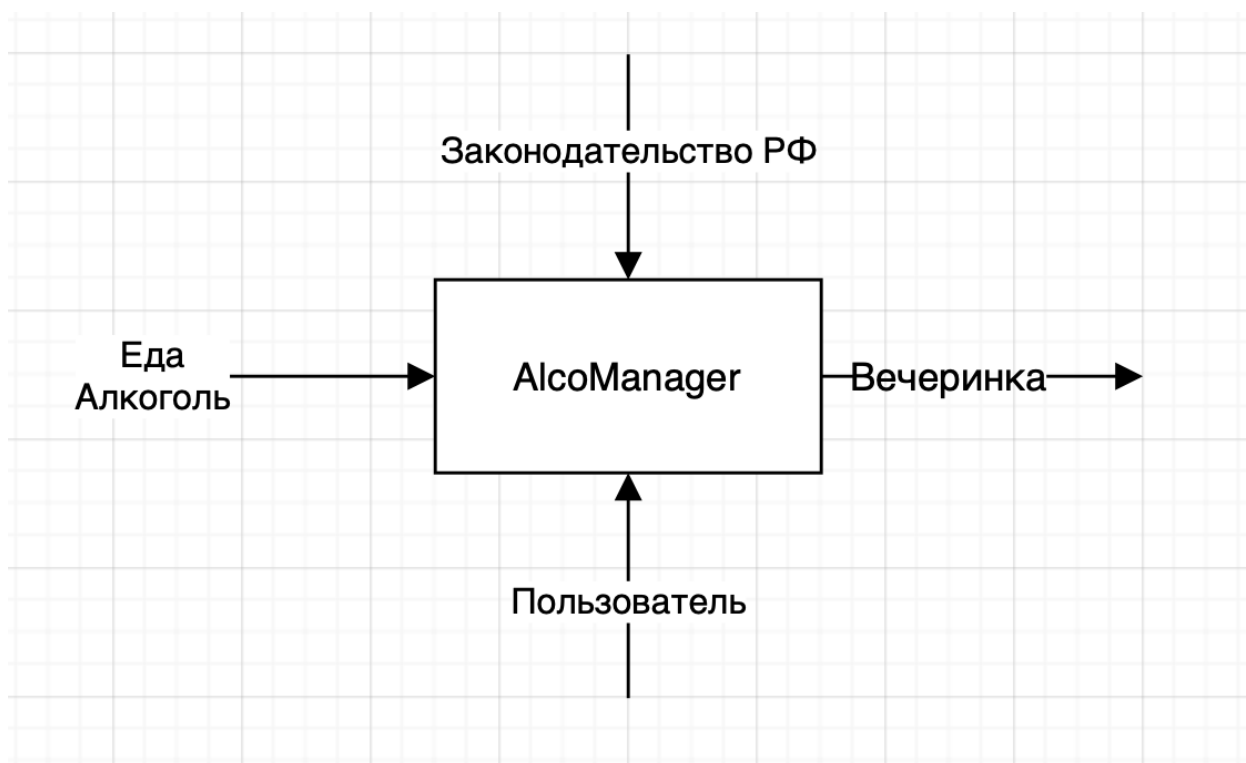 Законодательство РФ
Еда
Алкоголь
AlcoManager
Вечеринка
Пользователь